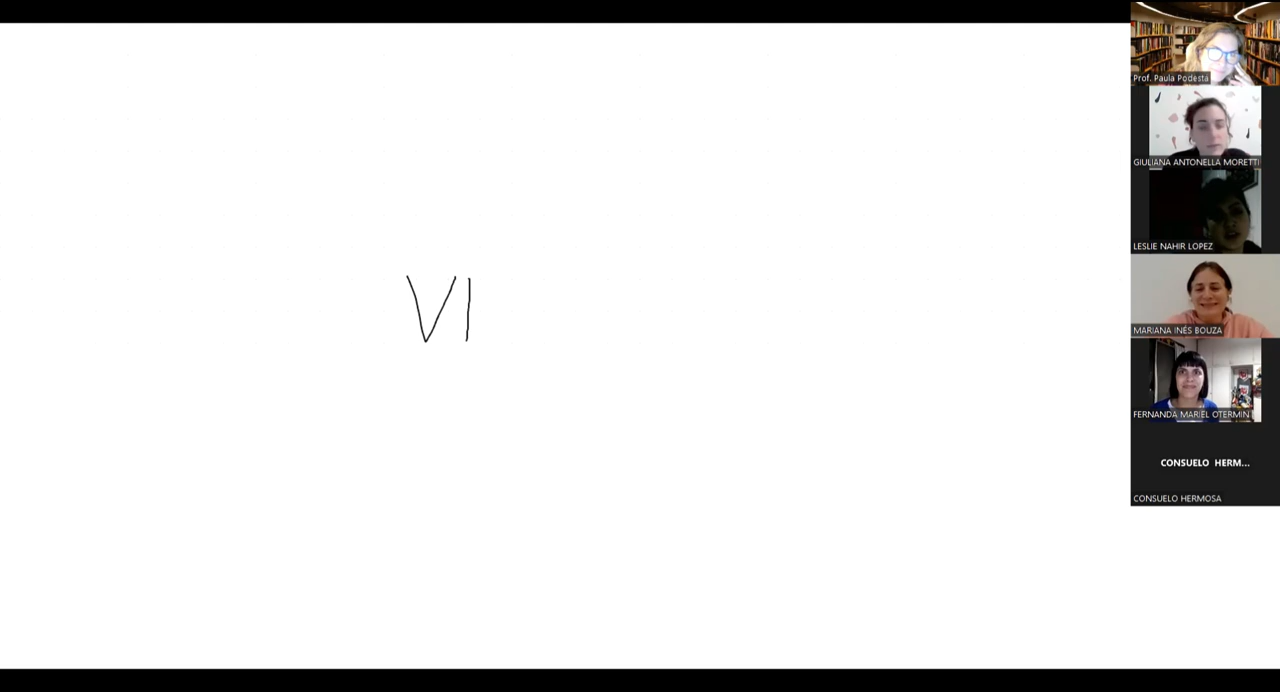 VI
Prof. Paula Podestá
GIULIANA ANTONELLA MORETTI
LESLIE NAHIR LOPEZ
MARIANA INÉS BOUZA
FERNANDA MARIEL OTERMIN
CONSUELO HERM...
CONSUELO HERMOSA